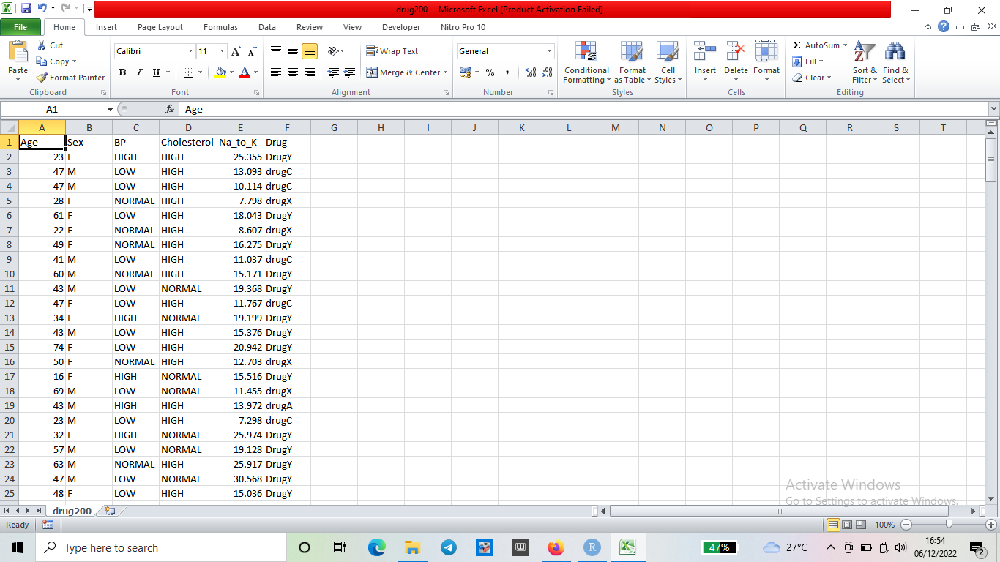 drug200 - Microsoft Excel (Product Activation Failed)
File Home Insert Page Layout Formulas Data Review View Developer Nitro Pro 10
Paste Cut Copy Format Painter Clipboard
Calibri 11 B I U Font
Wrap Text Merge & Center Alignment
General % , .0 .00 .00 .0 Number
Conditional Formatting Format as Table Cell Styles Styles
Insert Delete Format Cells
Σ AutoSum Fill Clear Sort & Filter Find & Select Editing
A1 fx Age
A B C D E F G H I J K L M N O P Q R S T
1 Age Sex BP Cholesterol Na_to_K Drug
2 23 F HIGH HIGH 25.355 DrugY
3 47 M LOW HIGH 13.093 drugC
4 47 M LOW HIGH 10.114 drugC
5 28 F NORMAL HIGH 7.798 drugX
6 61 F LOW HIGH 18.043 DrugY
7 22 F NORMAL HIGH 8.607 drugX
8 49 F NORMAL HIGH 16.275 DrugY
9 41 M LOW HIGH 11.037 drugC
10 60 M NORMAL HIGH 15.171 DrugY
11 43 M LOW NORMAL 19.368 DrugY
12 47 F LOW HIGH 11.767 drugC
13 34 F HIGH NORMAL 19.199 DrugY
14 43 M LOW HIGH 15.376 DrugY
15 74 F LOW HIGH 20.942 DrugY
16 50 F NORMAL HIGH 12.703 drugX
17 16 F HIGH NORMAL 15.516 DrugY
18 69 M LOW NORMAL 11.455 drugX
19 43 M HIGH HIGH 13.972 drugA
20 23 M LOW HIGH 7.298 drugC
21 32 F HIGH NORMAL 25.974 DrugY
22 57 M LOW NORMAL 19.128 DrugY
23 63 M NORMAL HIGH 25.917 DrugY
24 47 M LOW NORMAL 30.568 DrugY
25 48 F LOW HIGH 15.036 DrugY
Activate Windows
Go to Settings to activate Windows.
drug200
Ready 100%
Type here to search 47% 27°C 16:54
06/12/2022 2